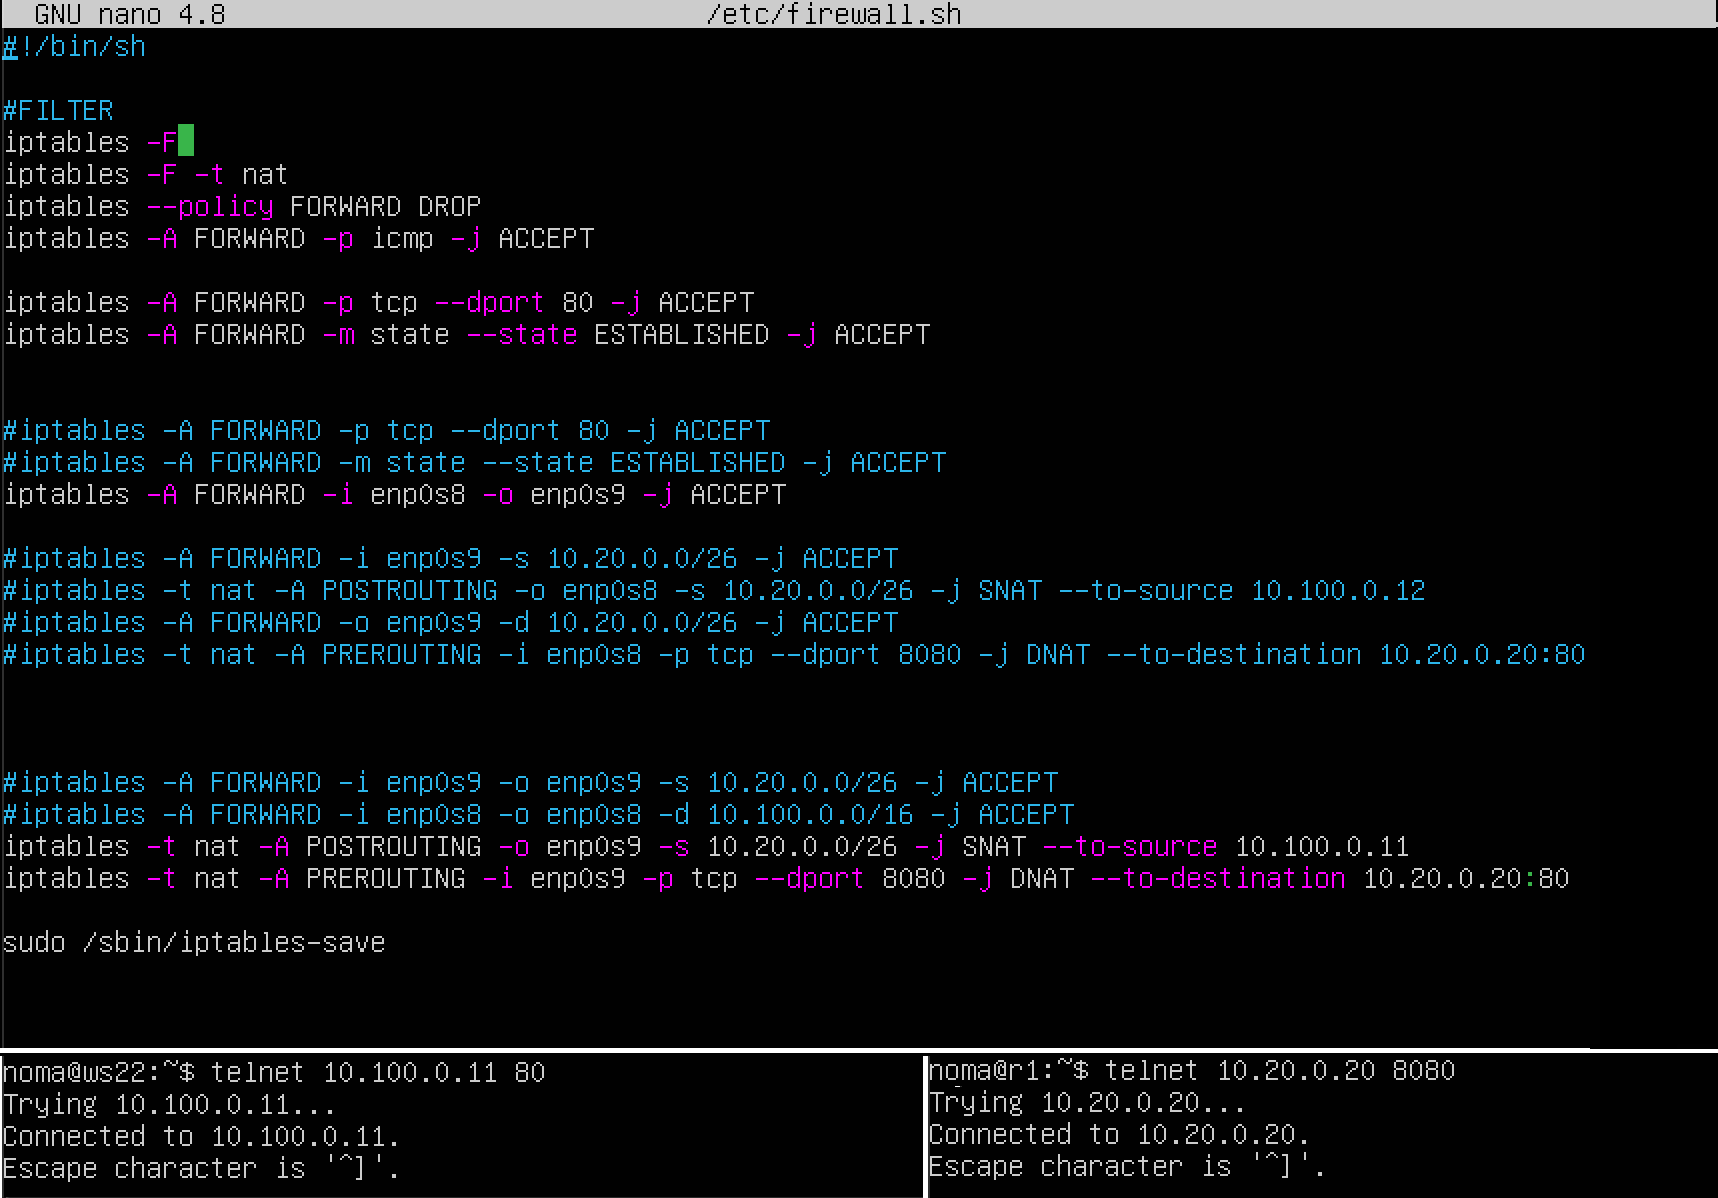 GNU nano 4.8 /etc/firewall.sh
#!/bin/sh
#FILTER
iptables -F
iptables -F -t nat
iptables --policy FORWARD DROP
iptables -A FORWARD -p icmp -j ACCEPT
iptables -A FORWARD -p tcp --dport 80 -j ACCEPT
iptables -A FORWARD -m state --state ESTABLISHED -j ACCEPT
#iptables -A FORWARD -p tcp --dport 80 -j ACCEPT
#iptables -A FORWARD -m state --state ESTABLISHED -j ACCEPT
iptables -A FORWARD -i enp0s8 -o enp0s9 -j ACCEPT
#iptables -A FORWARD -i enp0s9 -s 10.20.0.0/26 -j ACCEPT
#iptables -t nat -A POSTROUTING -o enp0s8 -s 10.20.0.0/26 -j SNAT --to-source 10.100.0.12
#iptables -A FORWARD -o enp0s9 -d 10.20.0.0/26 -j ACCEPT
#iptables -t nat -A PREROUTING -i enp0s8 -p tcp --dport 8080 -j DNAT --to-destination 10.20.0.20:80
#iptables -A FORWARD -i enp0s9 -o enp0s9 -s 10.20.0.0/26 -j ACCEPT
#iptables -A FORWARD -i enp0s8 -o enp0s8 -d 10.100.0.0/16 -j ACCEPT
iptables -t nat -A POSTROUTING -o enp0s9 -s 10.20.0.0/26 -j SNAT --to-source 10.100.0.11
iptables -t nat -A PREROUTING -i enp0s9 -p tcp --dport 8080 -j DNAT --to-destination 10.20.0.20:80
sudo /sbin/iptables-save
noma@ws22:~$ telnet 10.100.0.11 80
Trying 10.100.0.11...
Connected to 10.100.0.11.
Escape character is '^]'.
noma@r1:~$ telnet 10.20.0.20 8080
Trying 10.20.0.20...
Connected to 10.20.0.20.
Escape character is '^]'.